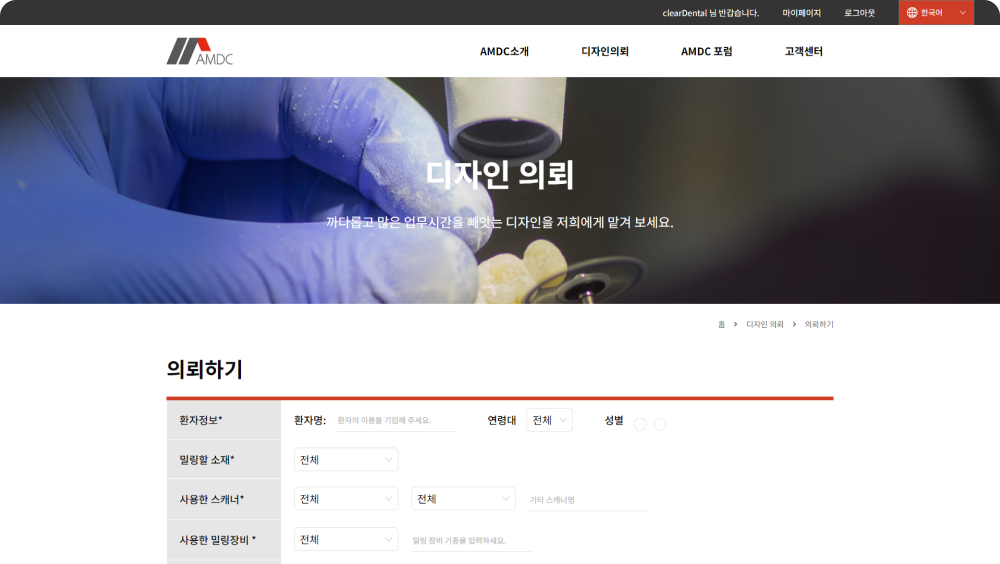 clearDental 님 반갑습니다. 마이페이지 로그아웃 한국어
AMDC
AMDC소개 디자인의뢰 AMDC 포럼 고객센터
디자인 의뢰
까다롭고 많은 업무시간을 빼앗는 디자인을 저희에게 맡겨 보세요.
홈 > 디자인 의뢰 > 의뢰하기
의뢰하기
환자정보* 환자명: 환자의 이름을 기입해 주세요. 연령대 전체 성별
밀링할 소재* 전체
사용한 스캐너* 전체 전체 기타 스캐너명
사용한 밀링장비 * 전체 밀링 장비 기종을 입력하세요.